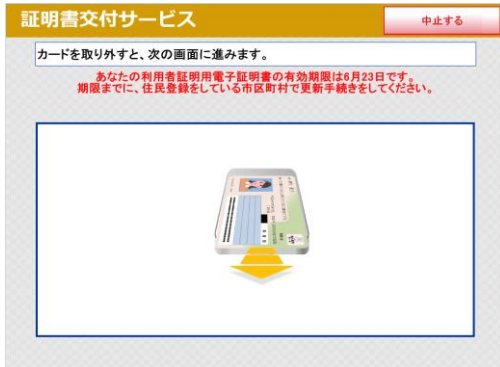 証明書交付サービス
中止する
カードを取り外すと、次の画面に進みます。
あなたの利用者証明用電子証明書の有効期限は6月23日です。
期限までに、住民登録をしている市区町村で更新手続きをしてください。